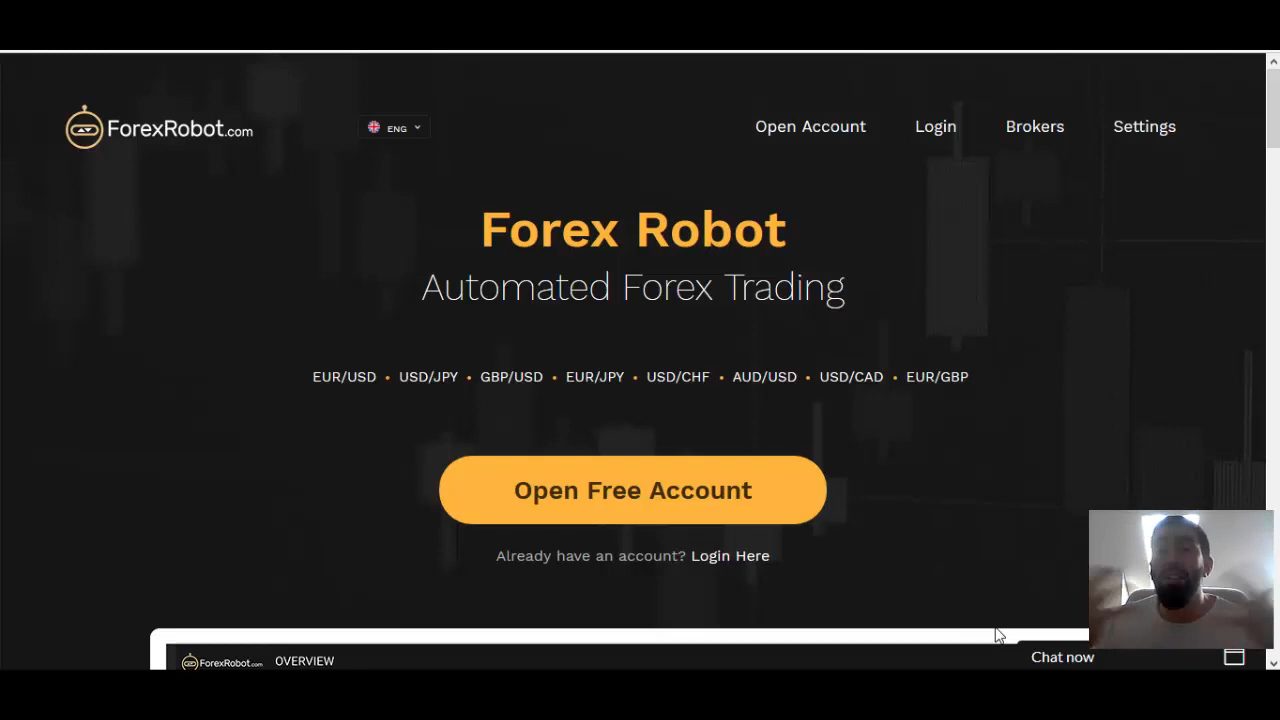 ForexRobot.com
ENG
Open Account
Login
Brokers
Settings
Forex Robot
Automated Forex Trading
EUR/USD • USD/JPY • GBP/USD • EUR/JPY • USD/CHF • AUD/USD • USD/CAD • EUR/GBP
Open Free Account
Already have an account? Login Here
ForexRobot.com OVERVIEW
Chat now